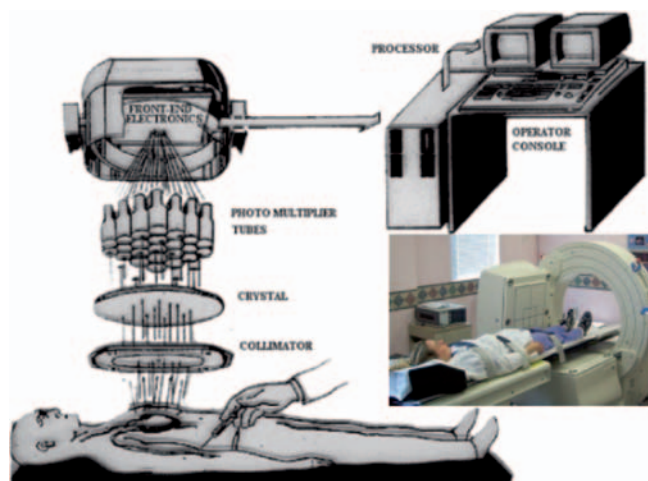 PROCESSOR
FRONT-END
ELECTRONICS
OPERATOR
CONSOLE
PHOTO MULTIPLIER
TUBES
CRYSTAL
COLLIMATOR